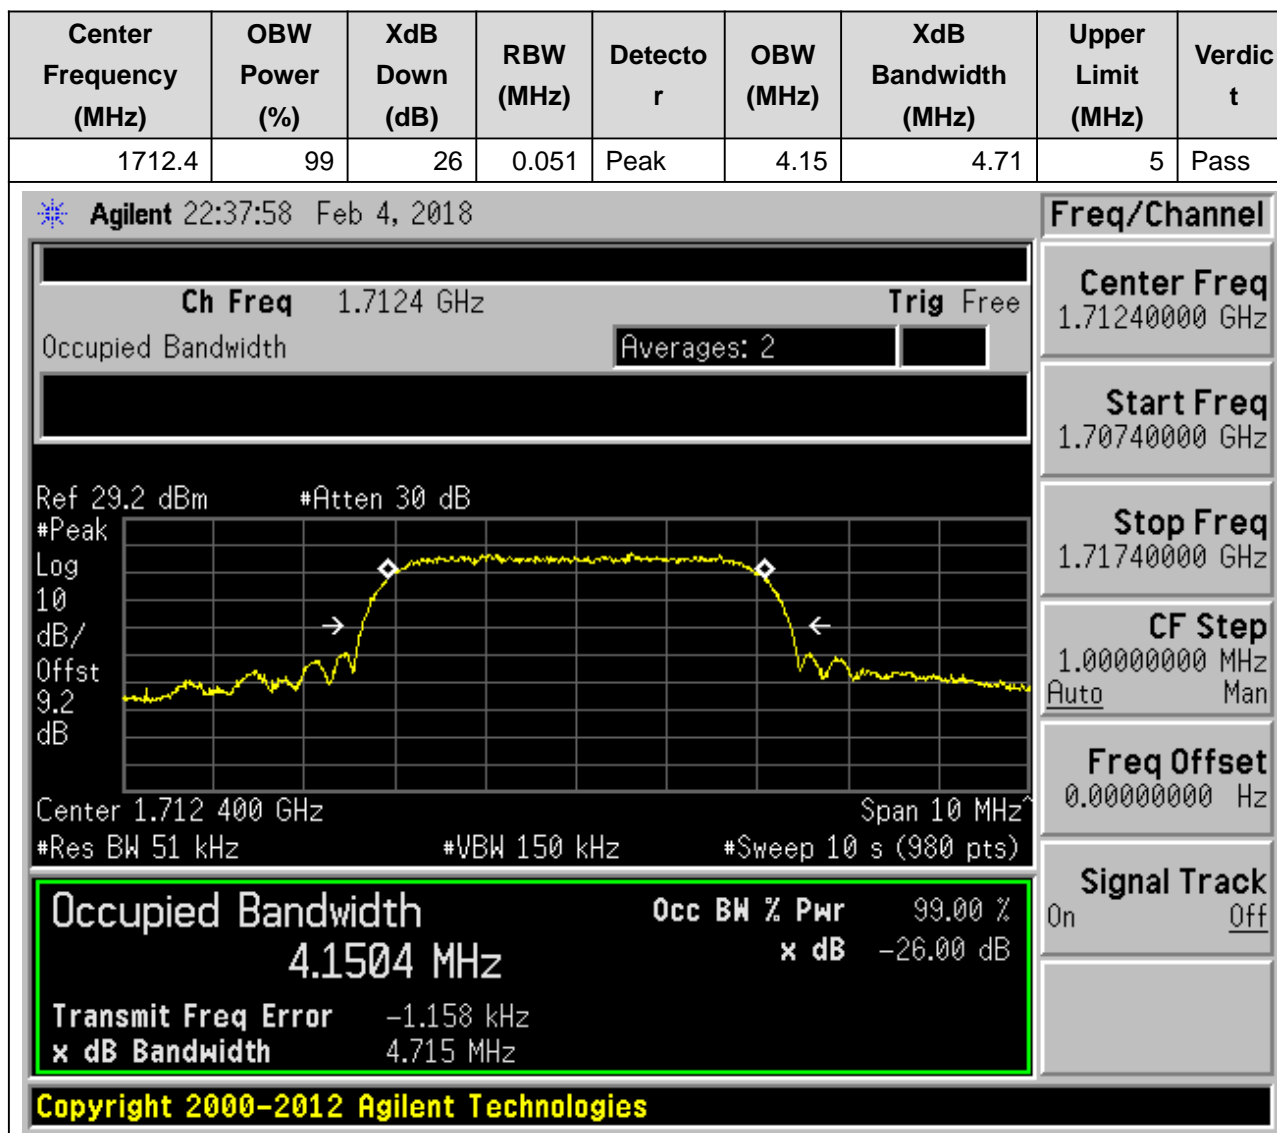 Center Frequency (MHz) OBW Power (%) XdB Down (dB) RBW (MHz) Detecto r OBW (MHz) XdB Bandwidth (MHz) Upper Limit (MHz) Verdic t
1712.4 99 26 0.051 Peak 4.15 4.71 5 Pass
Agilent 22:37:58 Feb 4, 2018
Freq/Channel
Ch Freq 1.7124 GHz Trig Free
Occupied Bandwidth Averages: 2
Center Freq
1.71240000 GHz
Start Freq
1.70740000 GHz
Stop Freq
1.71740000 GHz
CF Step
1.00000000 MHz
Auto Man
Freq Offset
0.00000000 Hz
Signal Track
On Off
Ref 29.2 dBm #Atten 30 dB
#Peak
Log
10
dB/
Offst
9.2
dB
Center 1.712 400 GHz Span 10 MHz^
#Res BW 51 kHz #VBW 150 kHz #Sweep 10 s (980 pts)
Occupied Bandwidth Occ BW % Pwr 99.00 %
4.1504 MHz x dB -26.00 dB
Transmit Freq Error -1.158 kHz
x dB Bandwidth 4.715 MHz
Copyright 2000-2012 Agilent Technologies